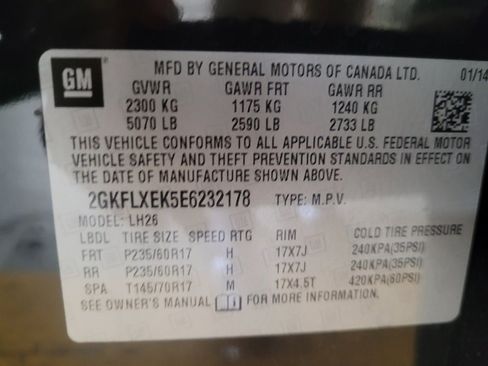 GM
MFD BY GENERAL MOTORS OF CANADA LTD. 01/14
GVWR GAWR FRT GAWR RR
2300 KG 1175 KG 1240 KG
5070 LB 2590 LB 2733 LB
THIS VEHICLE CONFORMS TO ALL APPLICABLE U.S. FEDERAL MOTOR
VEHICLE SAFETY AND THEFT PREVENTION STANDARDS IN EFFECT ON
THE DATE OF MANUFACTURE SHOWN ABOVE.
2GKFLXEK5E6232178 TYPE: M.P.V.
MODEL: LH26
LBDL TIRE SIZE SPEED RTG RIM COLD TIRE PRESSURE
FRT P235/60R17 H 17X7J 240KPA(35PSI)
RR P235/60R17 H 17X7J 240KPA(35PSI)
SPA T145/70R17 M 17X4.5T 420KPA(60PSI)
SEE OWNER'S MANUAL FOR MORE INFORMATION.